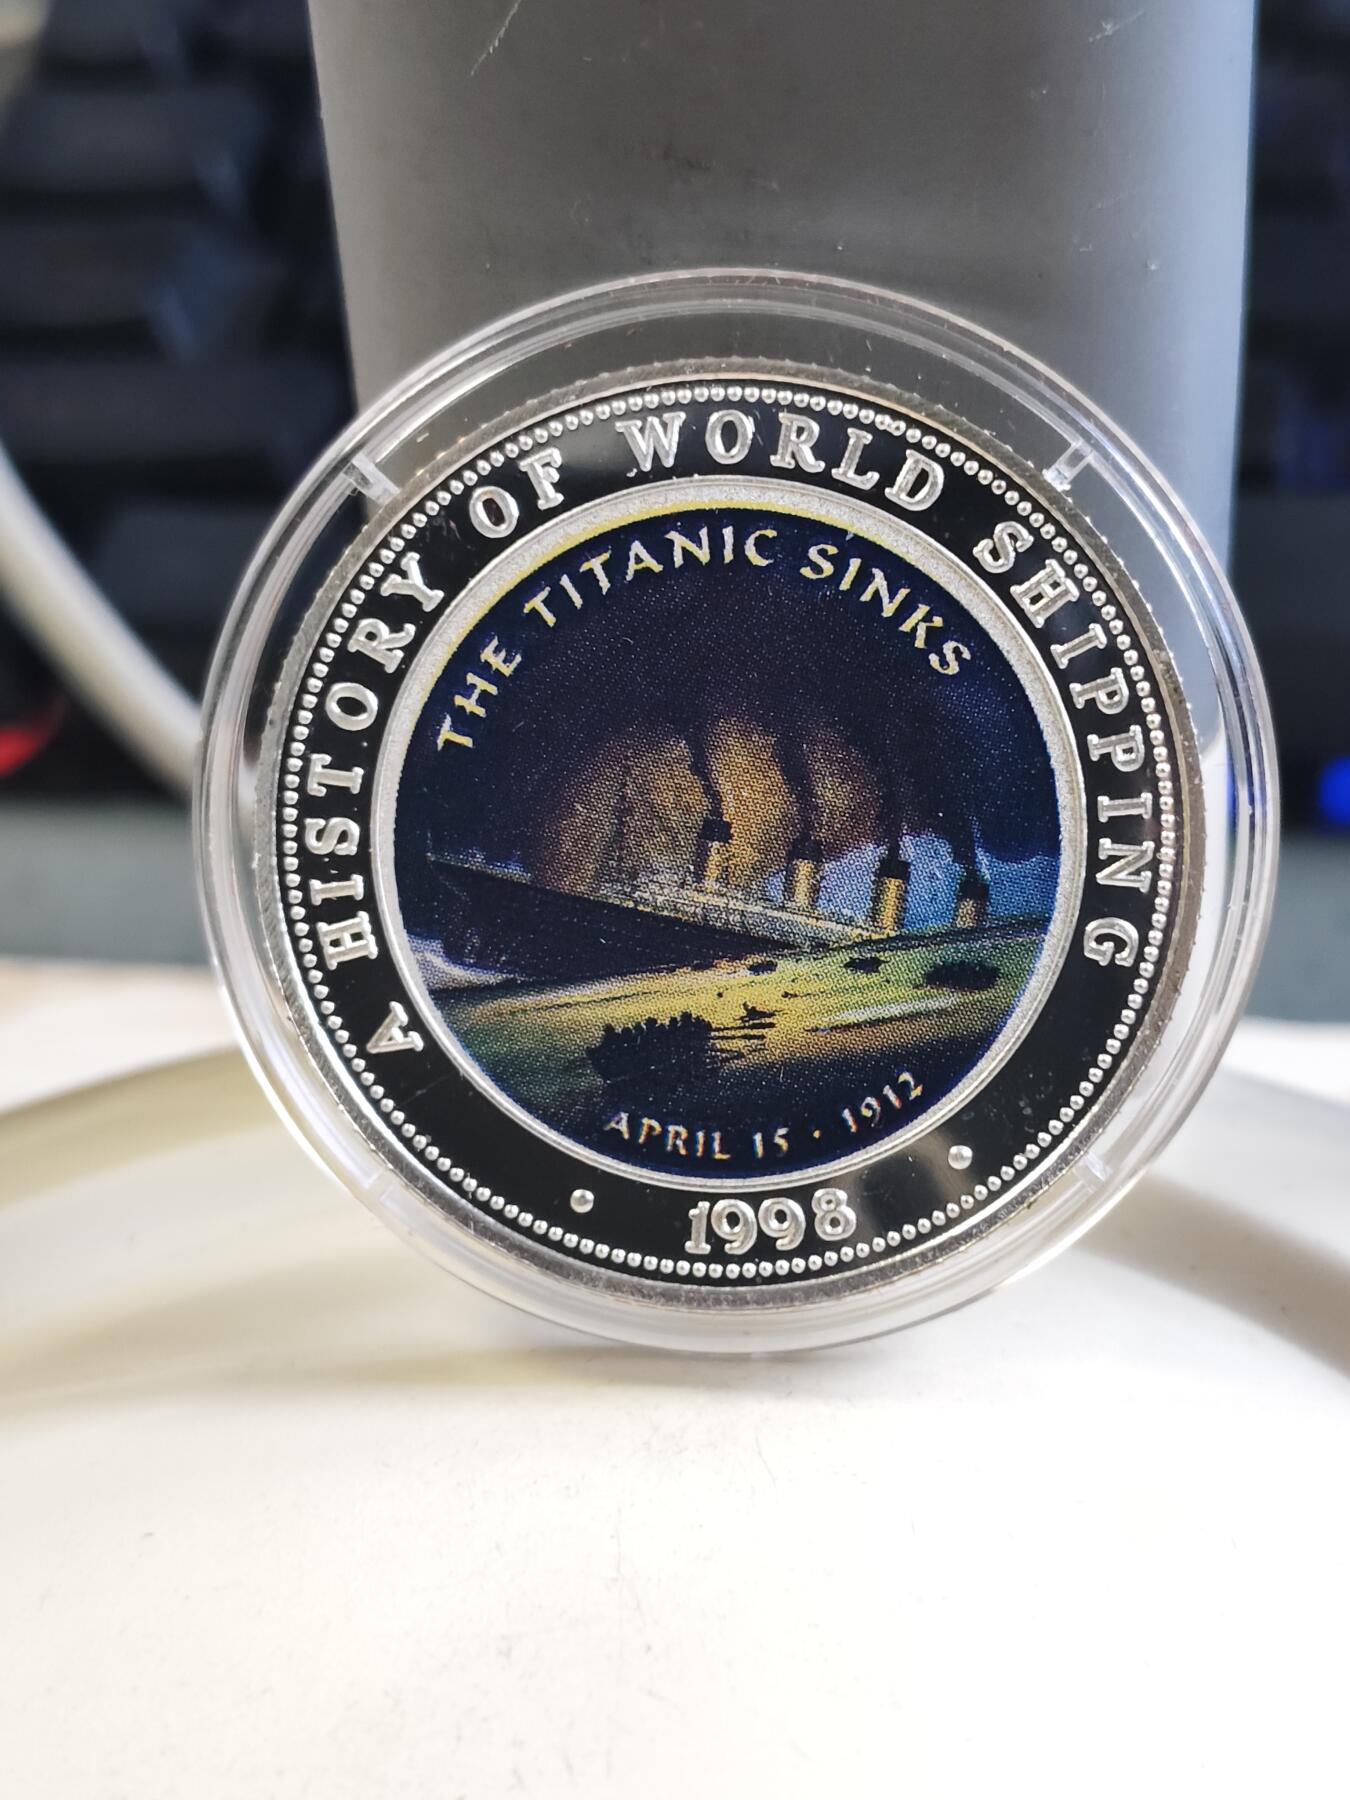 A HISTORY OF WORLD SHIPPING
THE TITANIC SINKS
APRIL 15 · 1912
• 1998 •